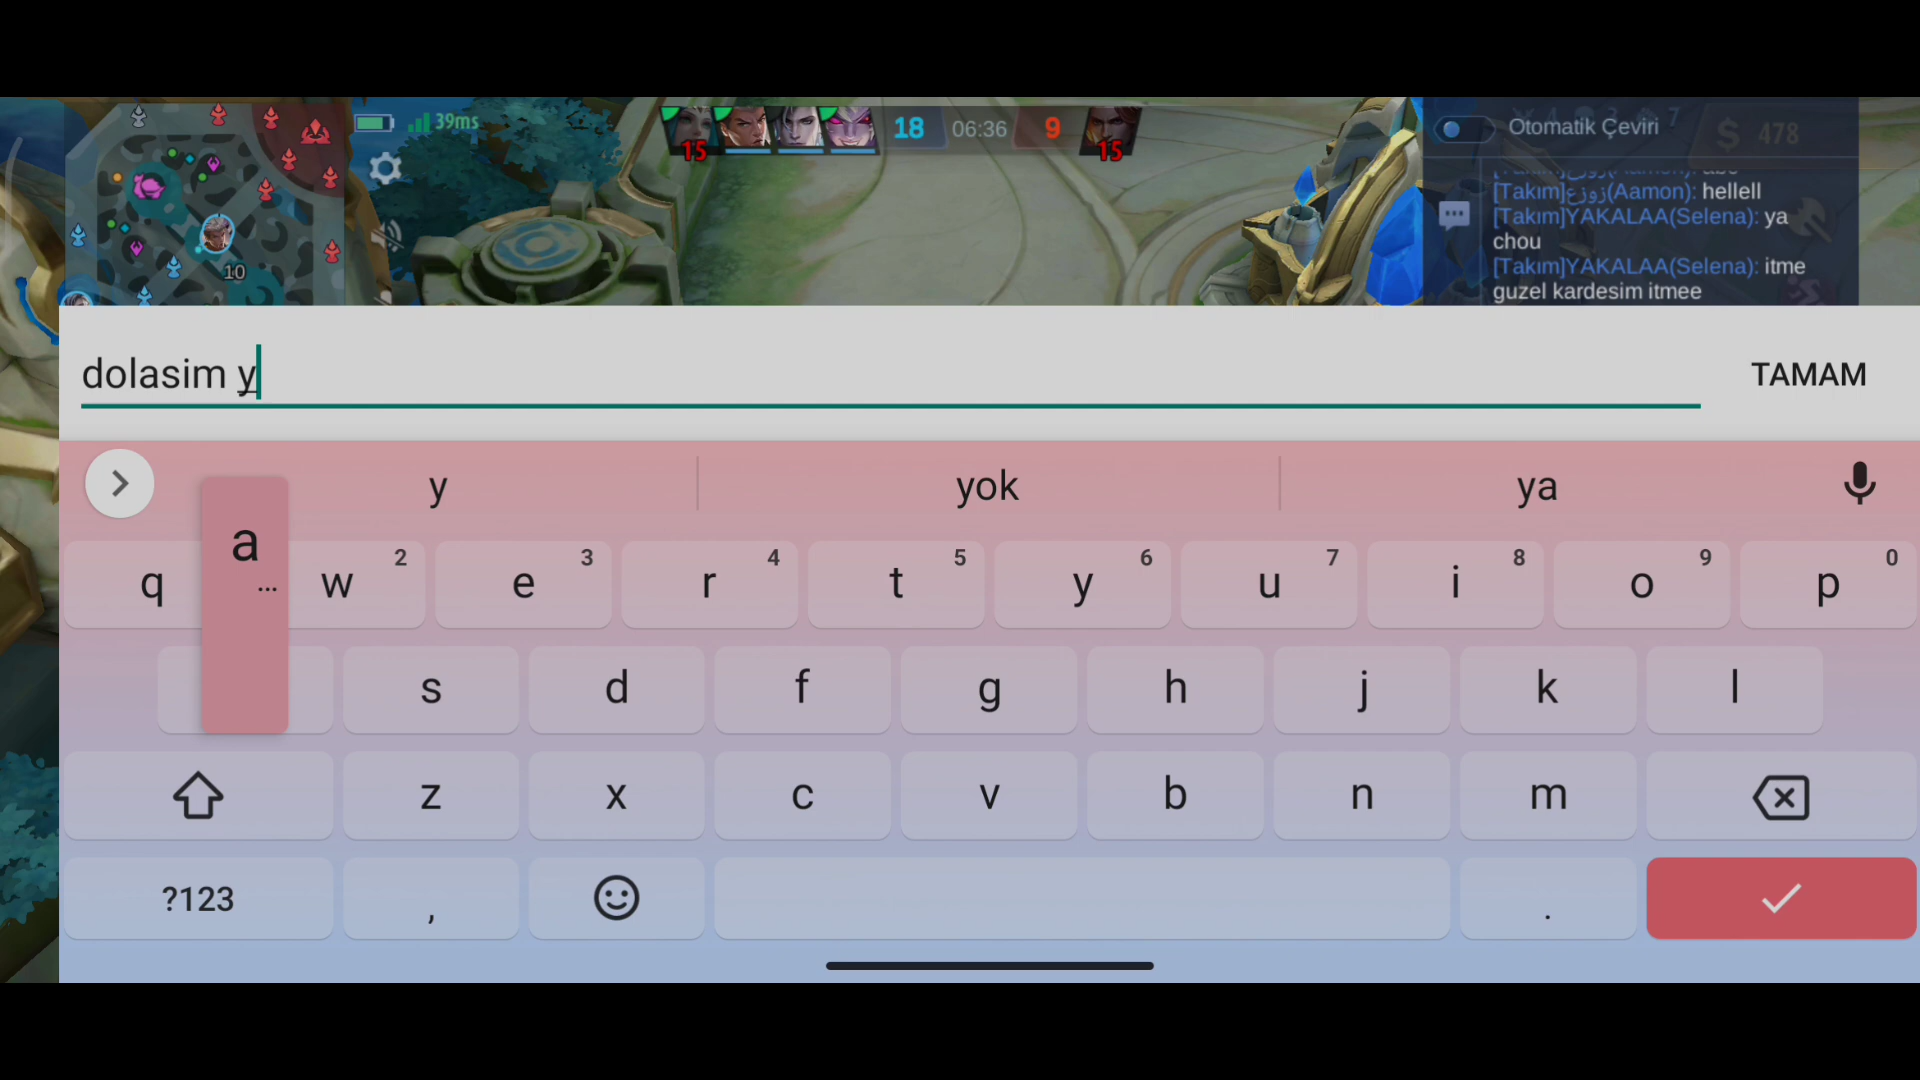 39ms
15
18
06:36
9
15
Otomatik Çeviri
7
$ 478
[Takım]زوزع(Aamon): hellell
[Takım]YAKALAA(Selena): ya
chou
[Takım]YAKALAA(Selena): itme
guzel kardesim itmee
10
dolasim y
TAMAM
y
yok
ya
a
...
q
w 2
e 3
r 4
t 5
y 6
u 7
i 8
o 9
p 0
s
d
f
g
h
j
k
l
z
x
c
v
b
n
m
?123
,
.